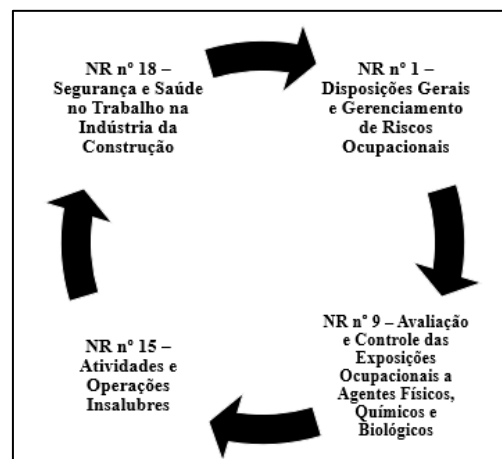 NR nº 18 –
Segurança e Saúde
no Trabalho na
Indústria da
Construção
NR nº 1 –
Disposições Gerais
e Gerenciamento
de Riscos
Ocupacionais
NR nº 9 – Avaliação
e Controle das
Exposições
Ocupacionais a
Agentes Físicos,
Químicos e
Biológicos
NR nº 15 –
Atividades e
Operações
Insalubres